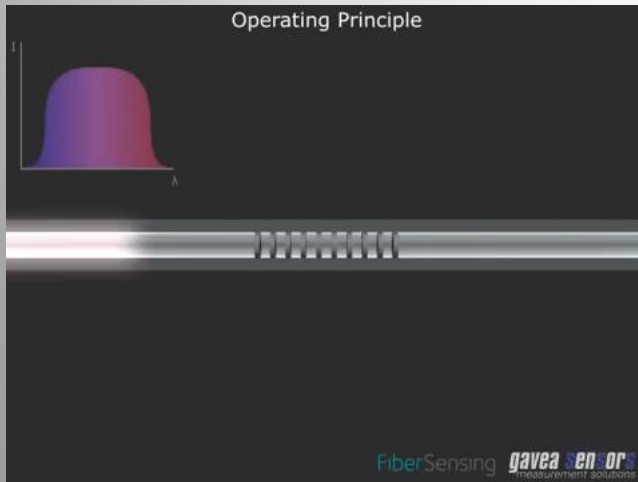 Operating Principle
I
λ
FiberSensing
gavea sensors
measurement solutions